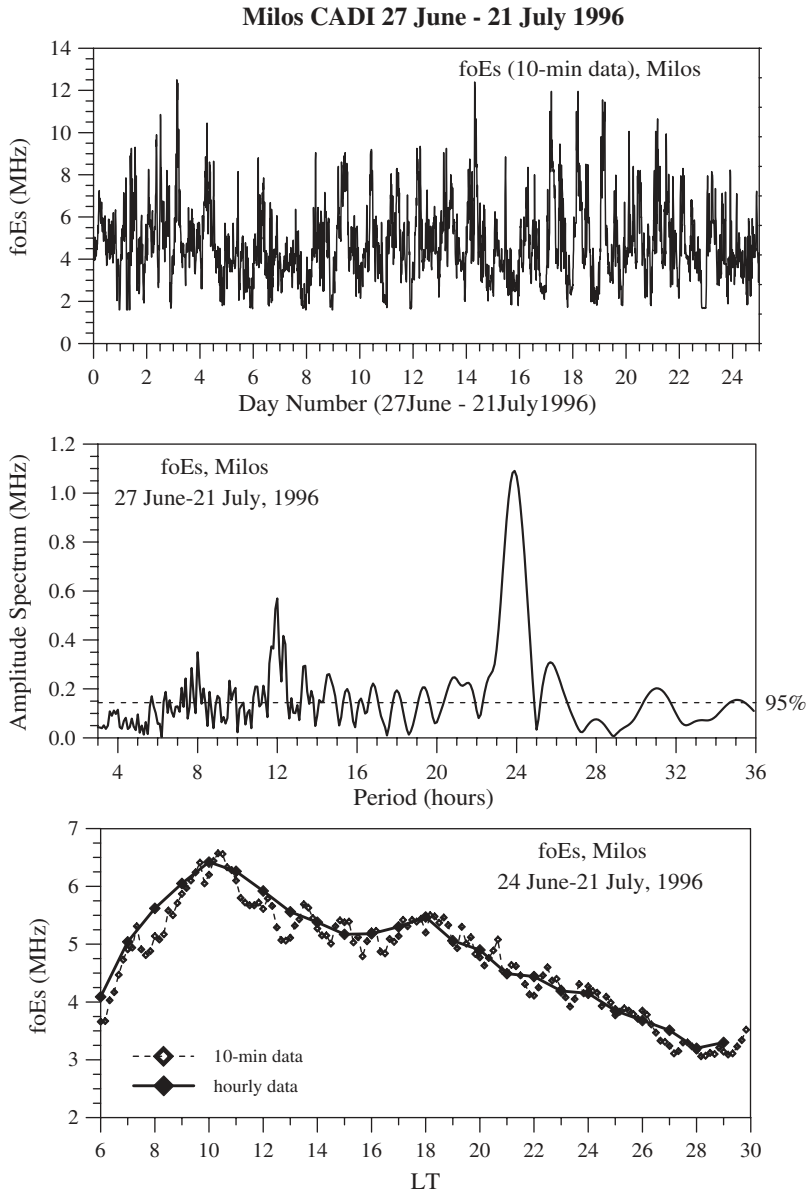 Milos CADI 27 June - 21 July 1996
14
12
10
8
6
4
2
0
foEs (MHz)
foEs (10-min data), Milos
0 2 4 6 8 10 12 14 16 18 20 22 24
Day Number (27June - 21July1996)
1.2
1.0
0.8
0.6
0.4
0.2
0.0
Amplitude Spectrum (MHz)
foEs, Milos
27 June-21 July, 1996
95%
4 8 12 16 20 24 28 32 36
Period (hours)
7
6
5
4
3
2
foEs (MHz)
foEs, Milos
24 June-21 July, 1996
10-min data
hourly data
6 8 10 12 14 16 18 20 22 24 26 28 30
LT